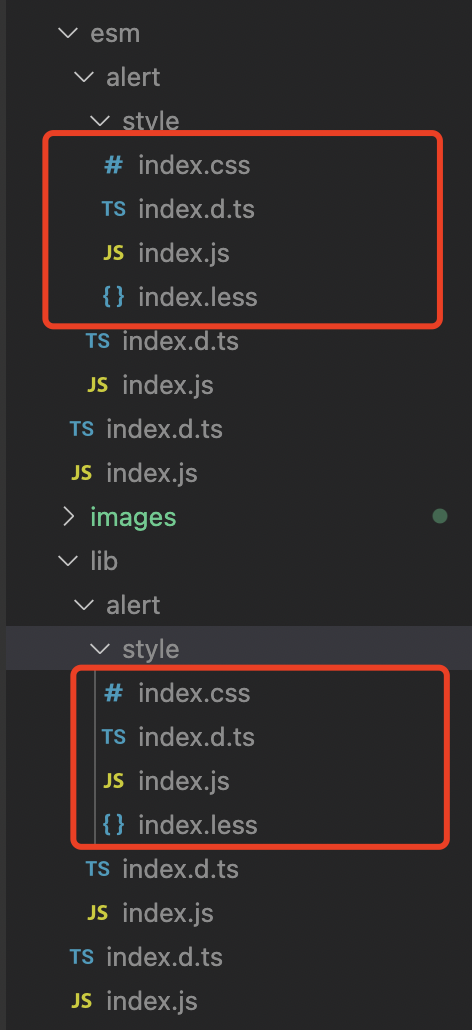 esm
alert
style
# index.css
TS index.d.ts
JS index.js
{ } index.less
TS index.d.ts
JS index.js
TS index.d.ts
JS index.js
images
lib
alert
style
# index.css
TS index.d.ts
JS index.js
{ } index.less
TS index.d.ts
JS index.js
TS index.d.ts
JS index.js